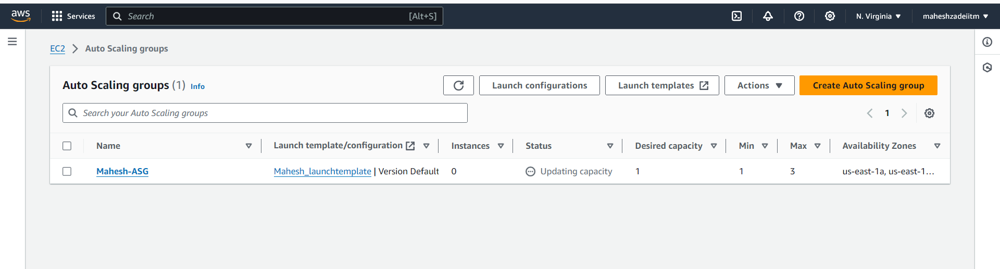 aws Services Search [Alt+S] N. Virginia maheshzadeiitm
EC2 Auto Scaling groups
Auto Scaling groups (1) Info Launch configurations Launch templates Actions Create Auto Scaling group
Search your Auto Scaling groups 1
Name Launch template/configuration Instances Status Desired capacity Min Max Availability Zones
Mahesh-ASG Mahesh_launchtemplate | Version Default 0 Updating capacity 1 1 3 us-east-1a, us-east-1...